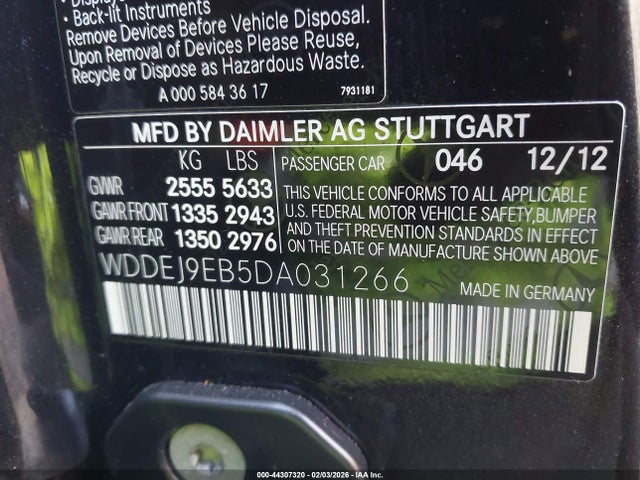 • Display
• Back-lit Instruments
Remove Devices Before Vehicle Disposal.
Upon Removal of Devices Please Reuse,
Recycle or Dispose as Hazardous Waste.
A 000 584 36 17 7931181
MFD BY DAIMLER AG STUTTGART
KG LBS PASSENGER CAR 046 12/12
GVWR 2555 5633 THIS VEHICLE CONFORMS TO ALL APPLICABLE
GAWR FRONT 1335 2943 U.S. FEDERAL MOTOR VEHICLE SAFETY,BUMPER
GAWR REAR 1350 2976 AND THEFT PREVENTION STANDARDS IN EFFECT
ON THE DATE OF MANUFACTURE SHOWN ABOVE.
WDDEJ9EB5DA031266 MADE IN GERMANY
000-44307320 - 02/03/2026 - IAA Inc.